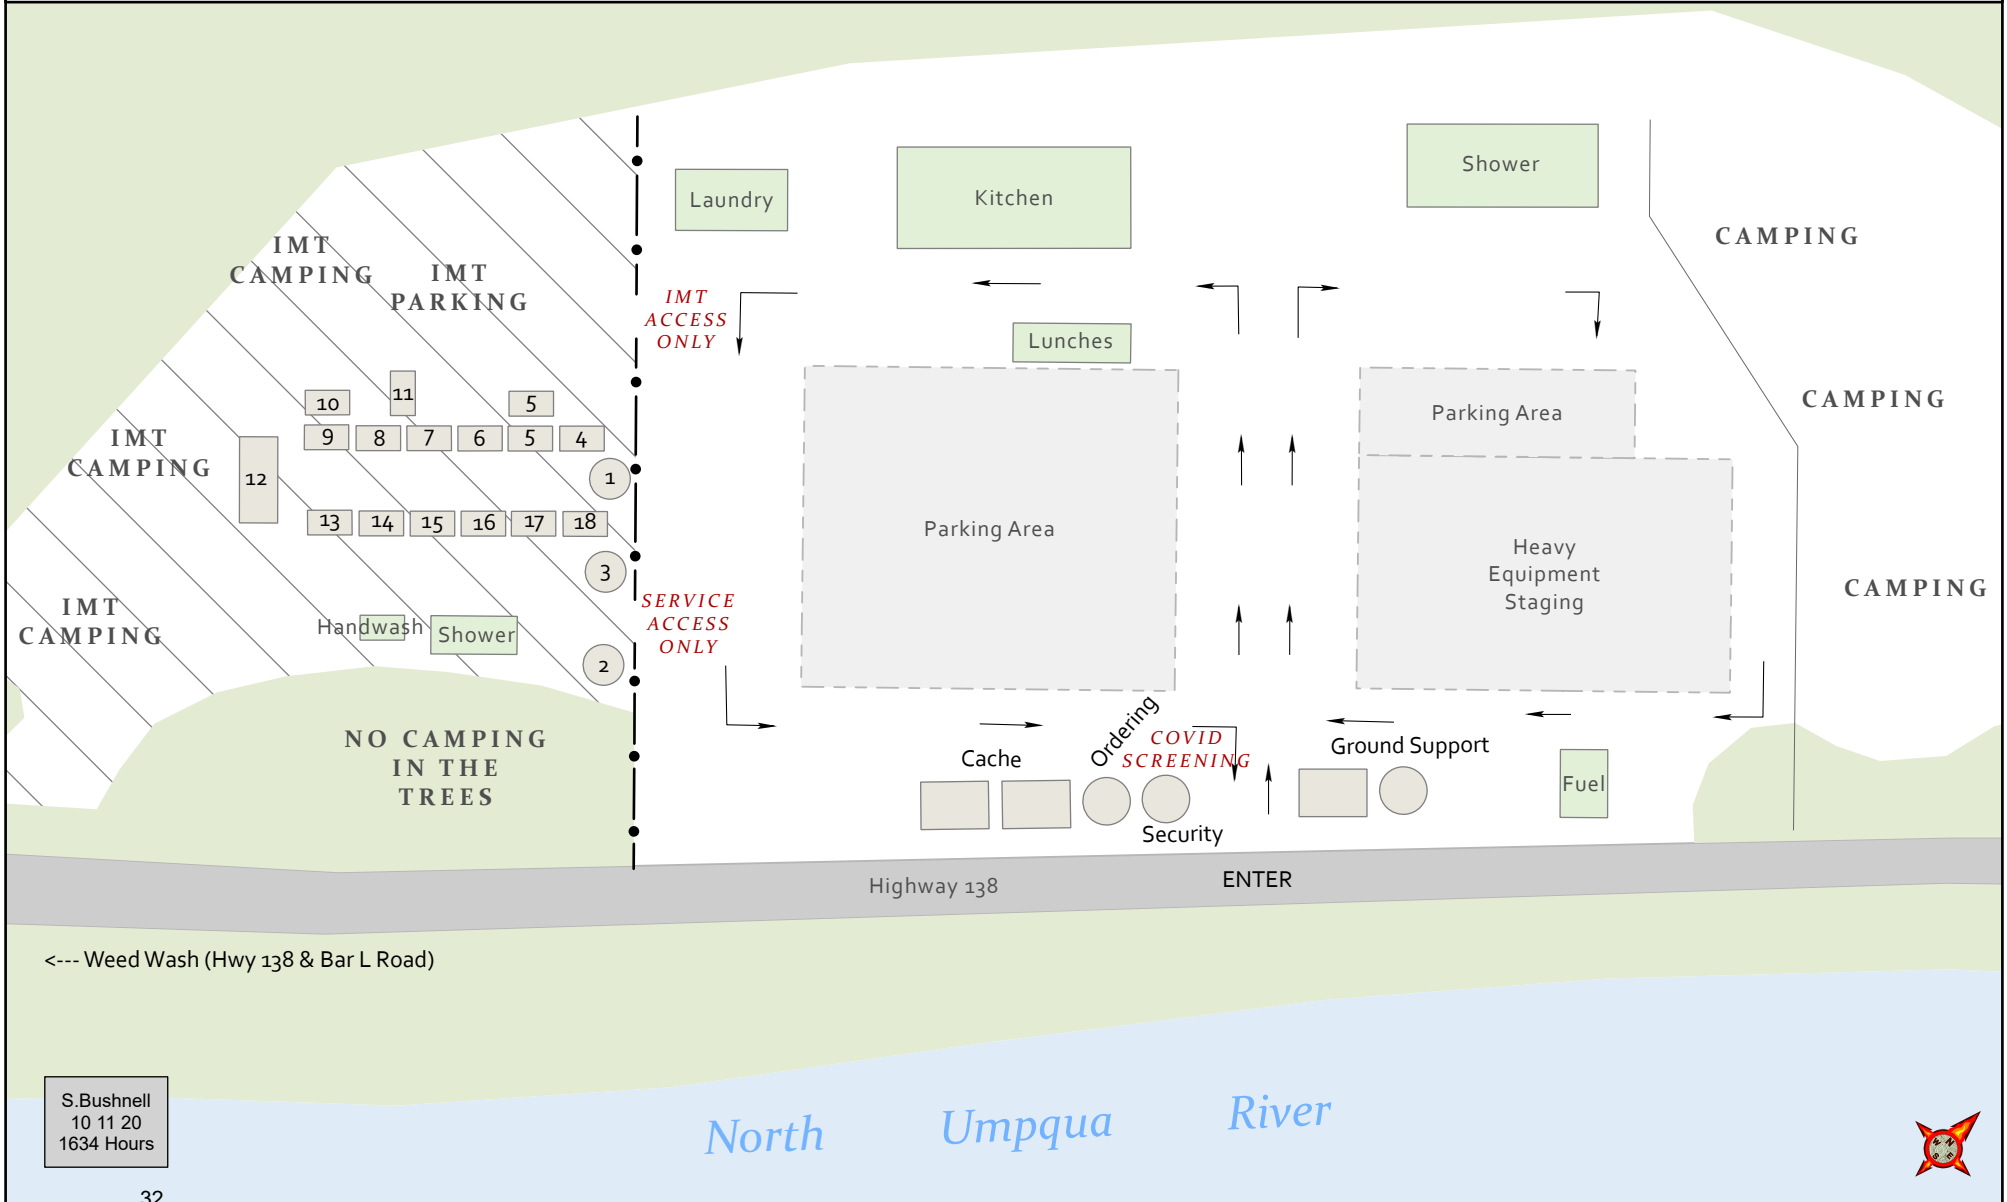 Laundry
Kitchen
Shower
CAMPING
IMT
CAMPING
IMT
PARKING
IMT
ACCESS
ONLY
Lunches
10
11
5
Parking Area
CAMPING
9
8
7
6
5
4
IMT
CAMPING
12
1
13
14
15
16
17
18
Parking Area
Heavy
Equipment
Staging
3
CAMPING
SERVICE
ACCESS
ONLY
IMT
CAMPING
Handwash
Shower
2
NO CAMPING
IN THE
TREES
Cache
Ordering
COVID
SCREENING
Security
Ground Support
Fuel
Highway 138
ENTER
<--- Weed Wash (Hwy 138 & Bar L Road)
S.Bushnell
10 11 20
1634 Hours
North Umpqua River
N
W
E
S
32